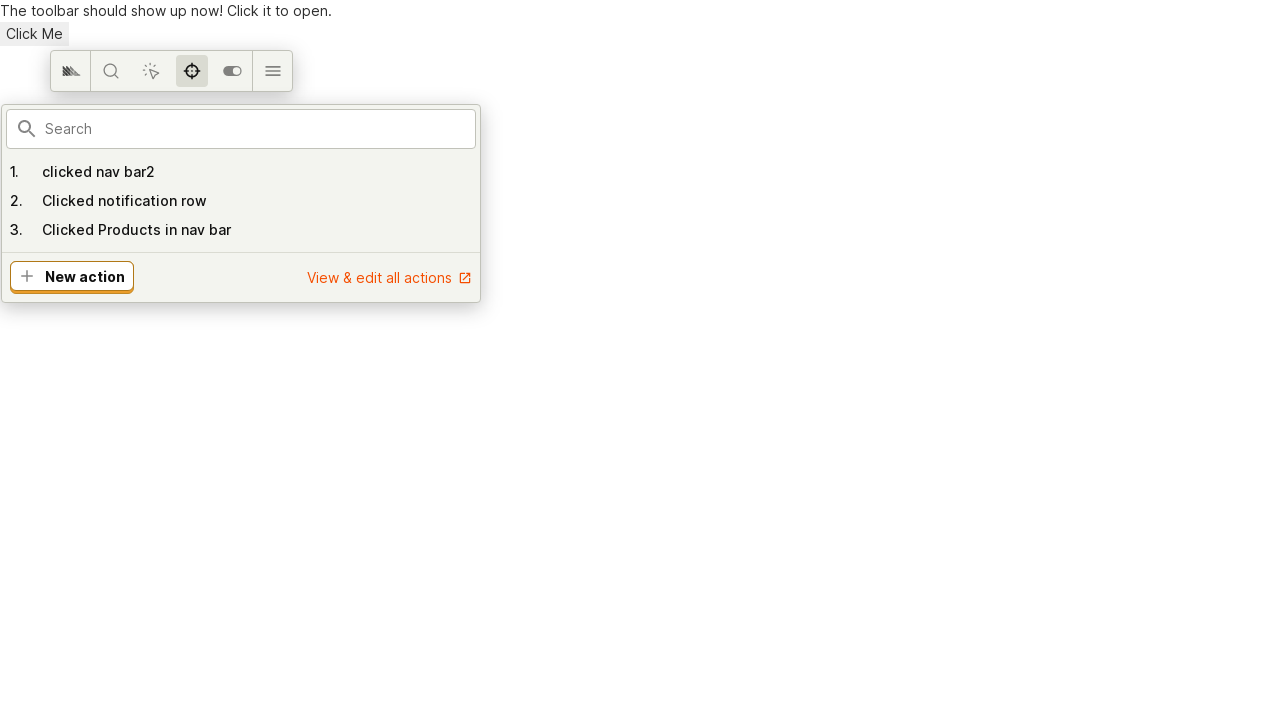 The toolbar should show up now! Click it to open.
Click Me
Search
1. clicked nav bar2
2. Clicked notification row
3. Clicked Products in nav bar
New action
View & edit all actions